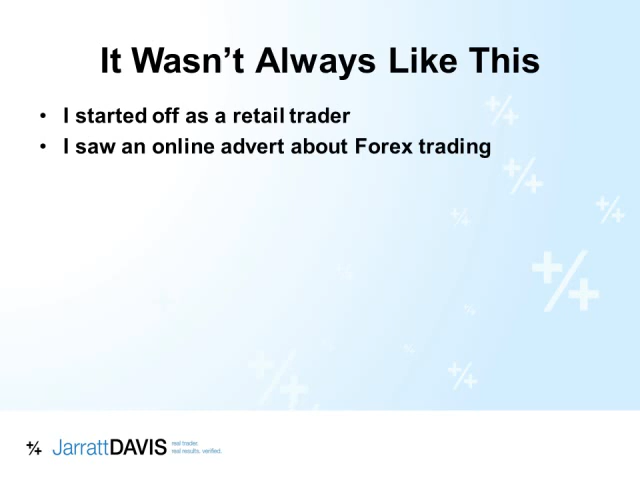 It Wasn’t Always Like This
• I started off as a retail trader
• I saw an online advert about Forex trading
JarrattDAVIS
real trades
real results, verified.